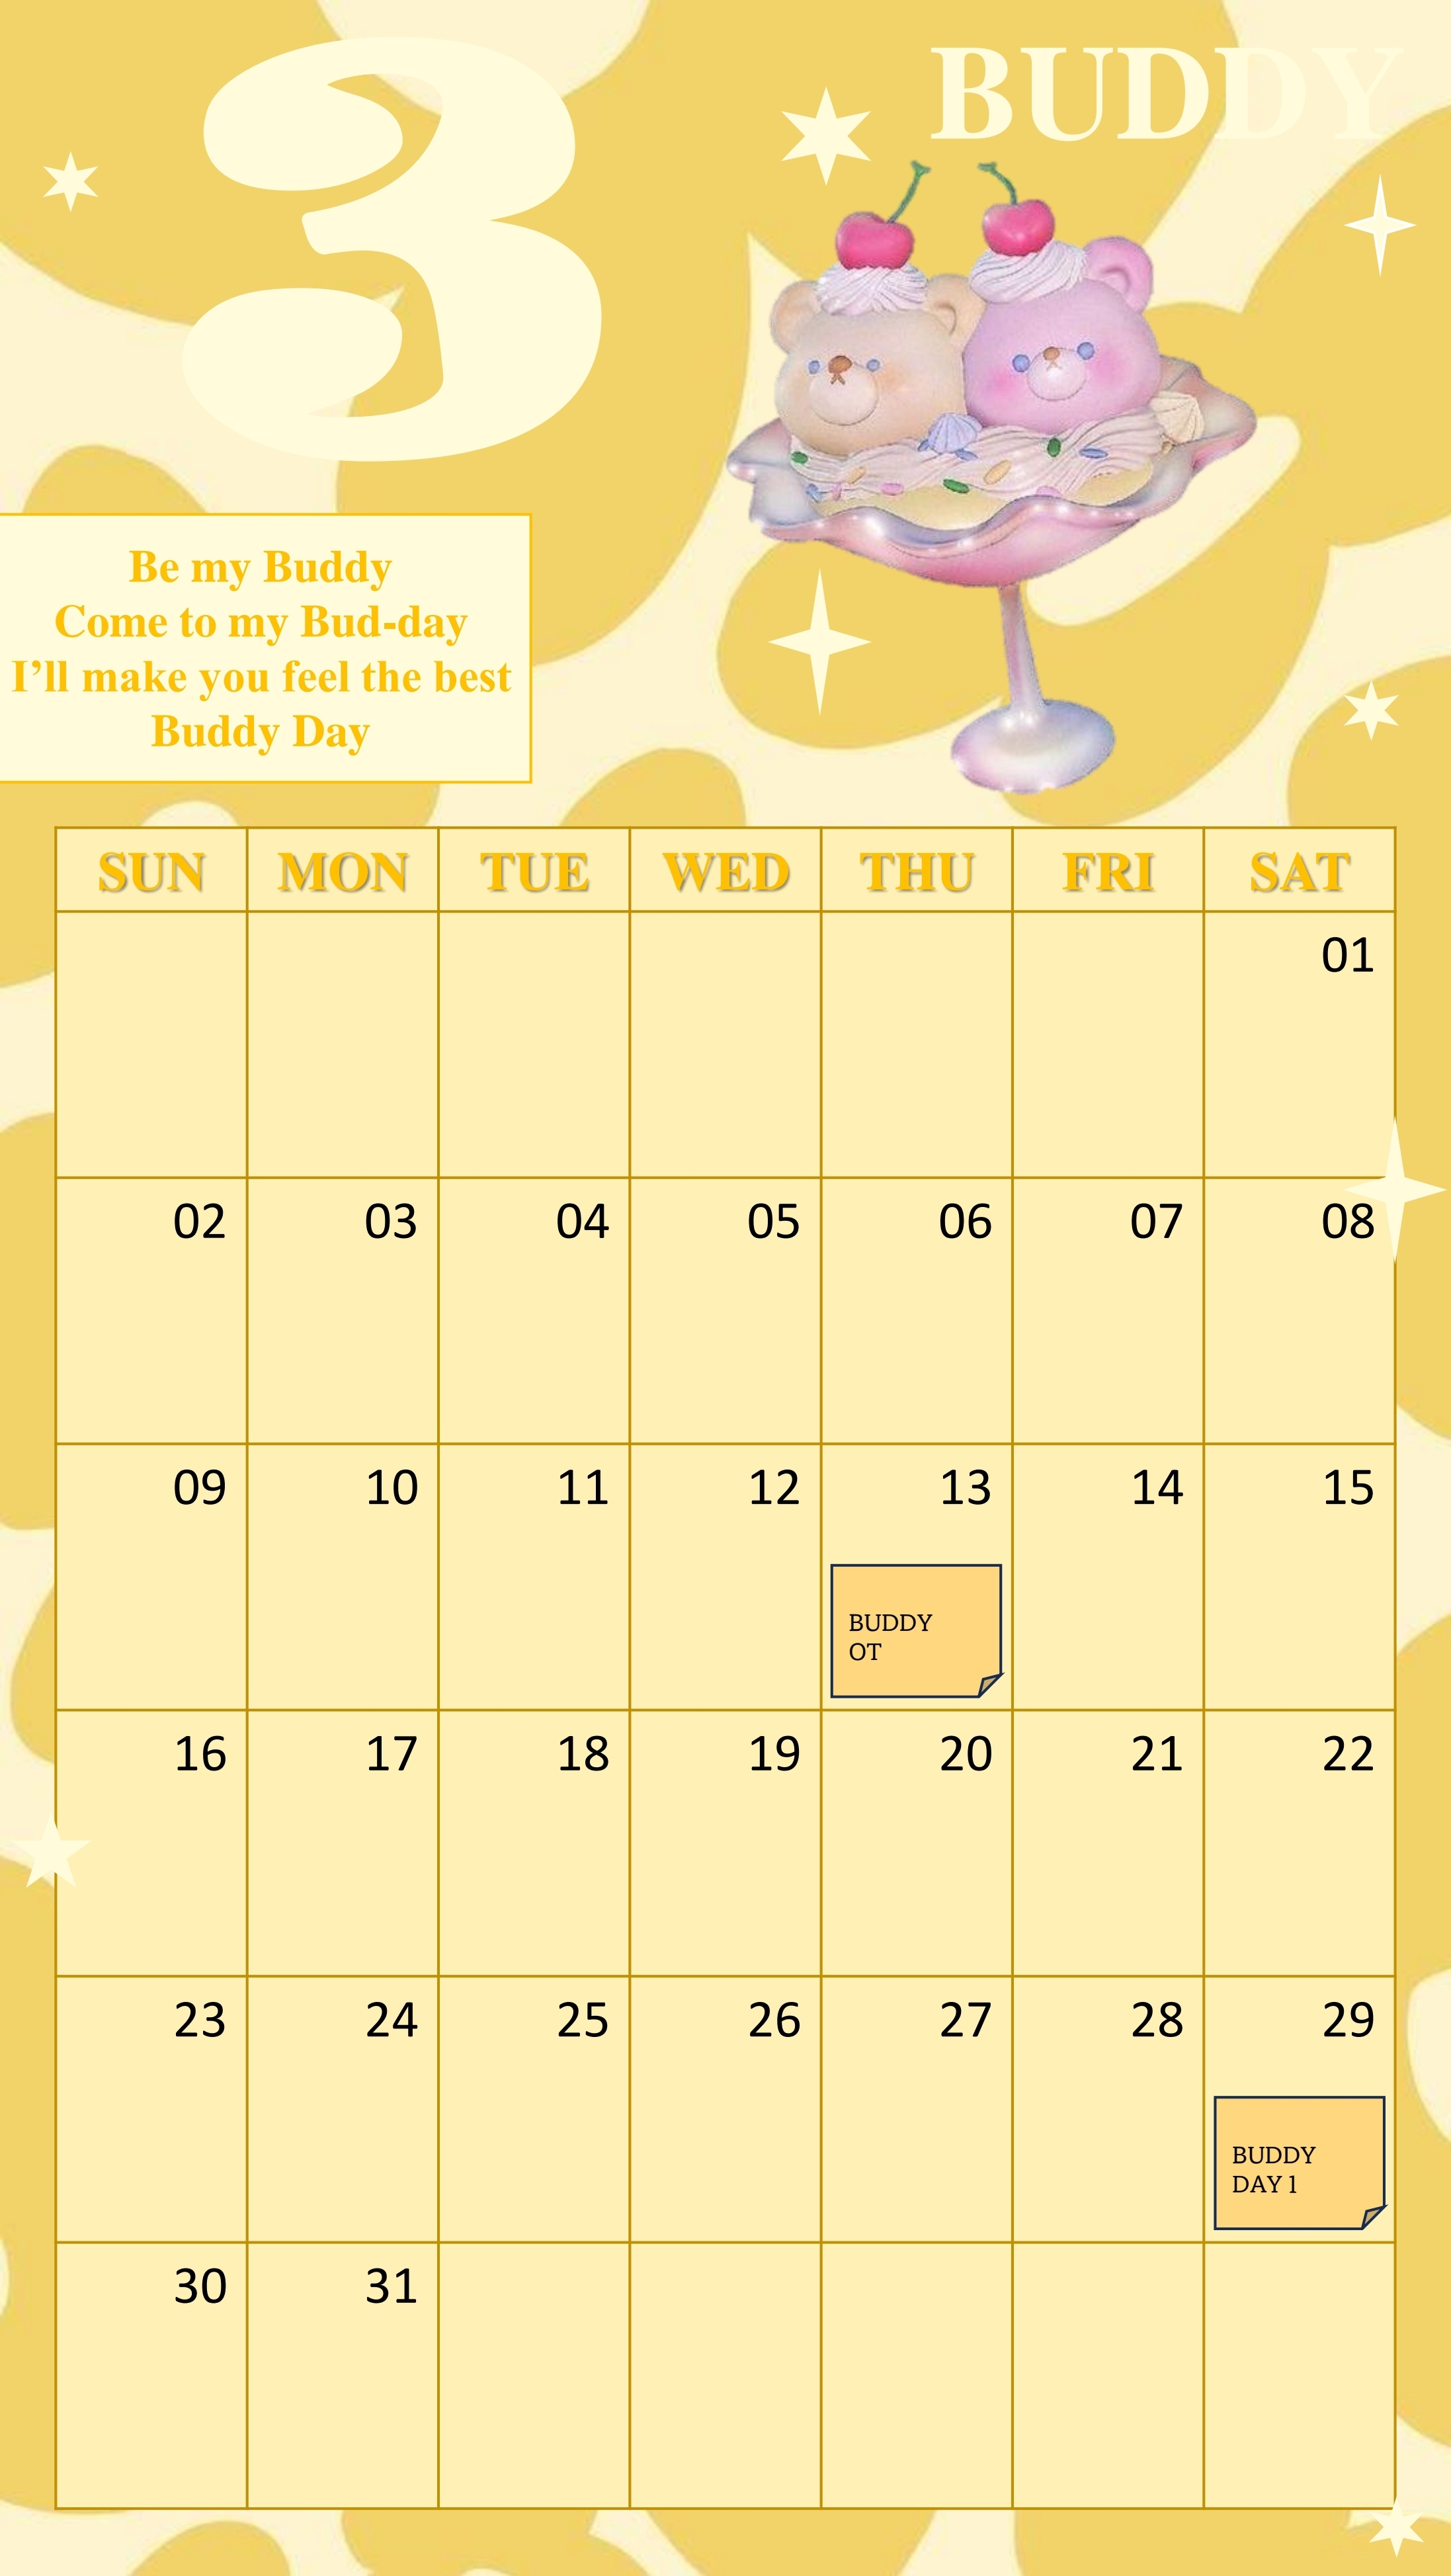 3
BUDDY
Be my Buddy
Come to my Bud-day
I’ll make you feel the best
Buddy Day
SUN MON TUE WED THU FRI SAT
01
02 03 04 05 06 07 08
09 10 11 12 13 14 15
BUDDY
OT
16 17 18 19 20 21 22
23 24 25 26 27 28 29
BUDDY
DAY 1
30 31